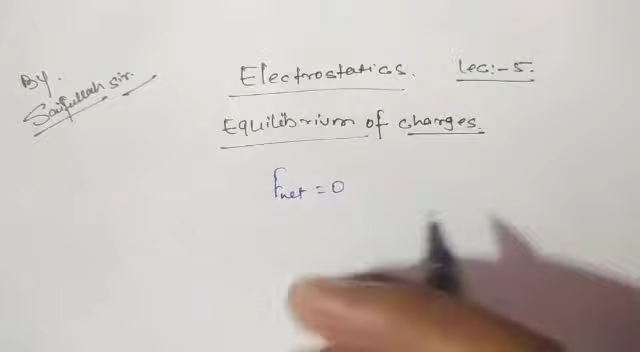 By.
Saifullah Sir.
Electrostatics. Lec:-5.
Equilibrium of charges.
Fnet = 0